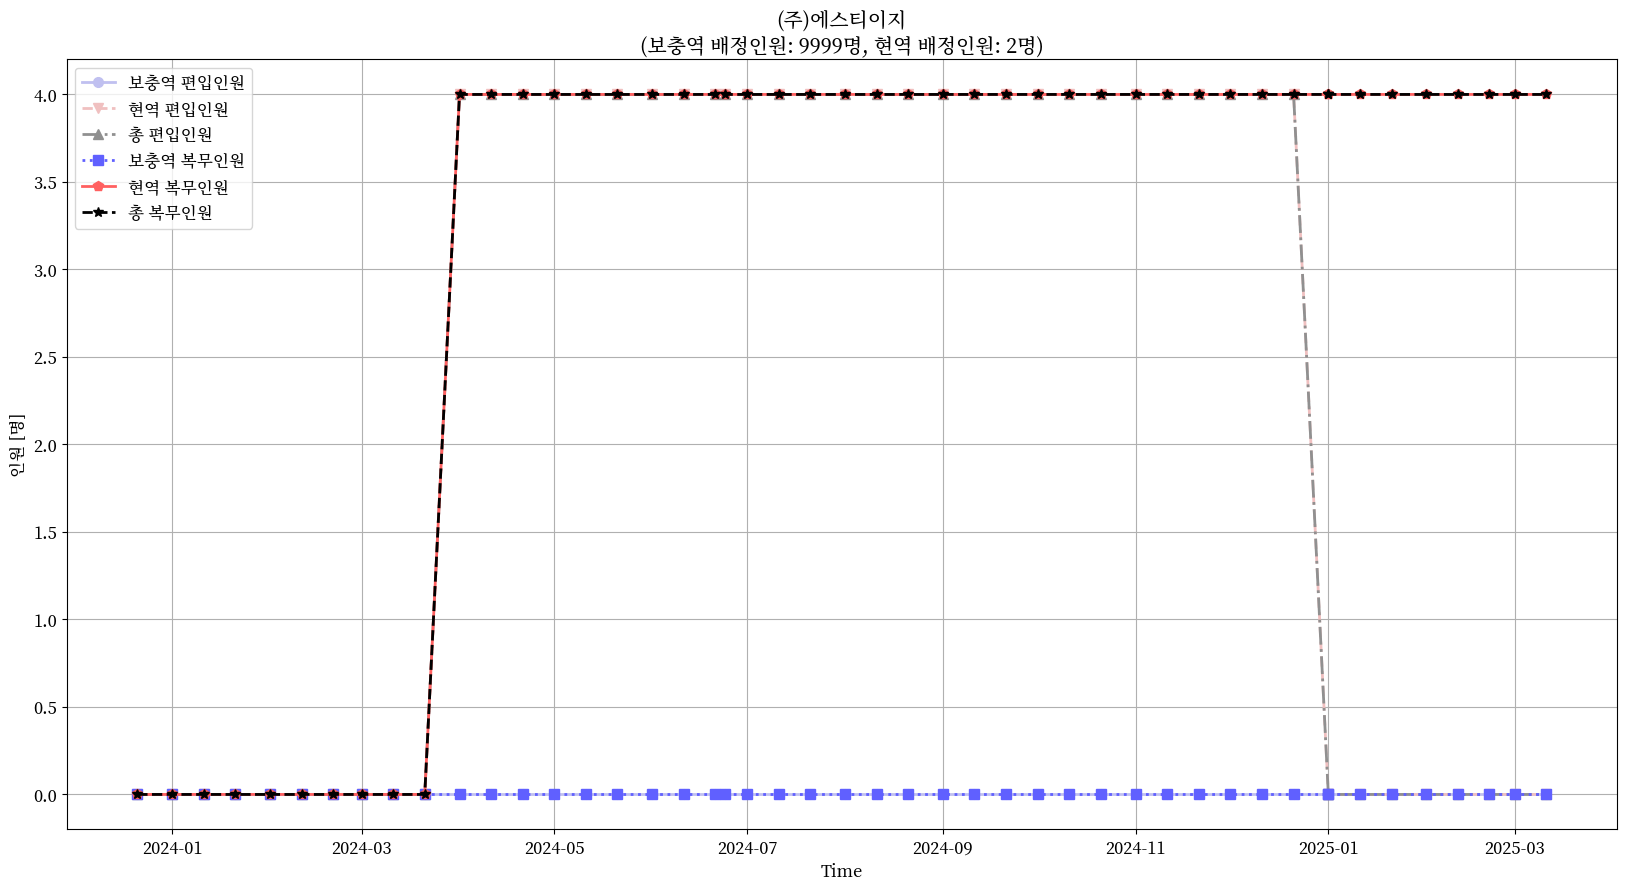 (주)에스티이지
(보충역 배정인원: 9999명, 현역 배정인원: 2명)
보충역 편입인원
현역 편입인원
총 편입인원
보충역 복무인원
현역 복무인원
총 복무인원
4.0
3.5
3.0
2.5
2.0
1.5
1.0
0.5
0.0
인원 [명]
2024-01
2024-03
2024-05
2024-07
2024-09
2024-11
2025-01
2025-03
Time